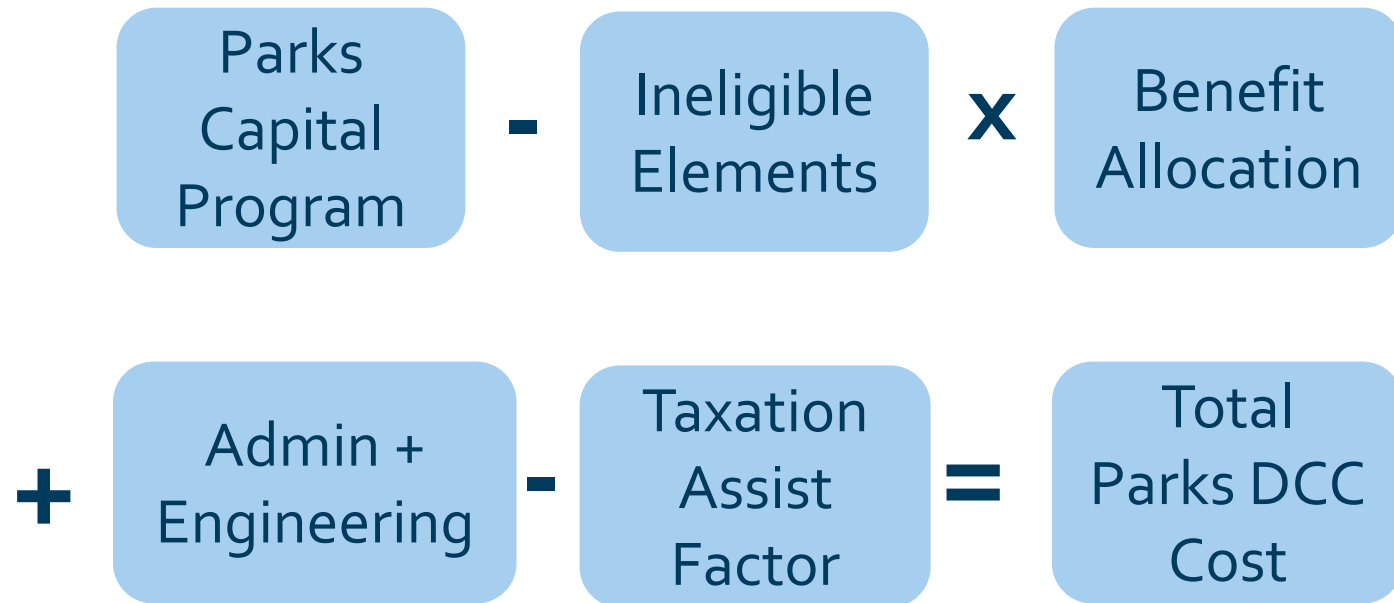 Parks
Capital
Program
-
Ineligible
Elements
x
Benefit
Allocation
+
Admin +
Engineering
-
Taxation
Assist
Factor
=
Total
Parks DCC
Cost